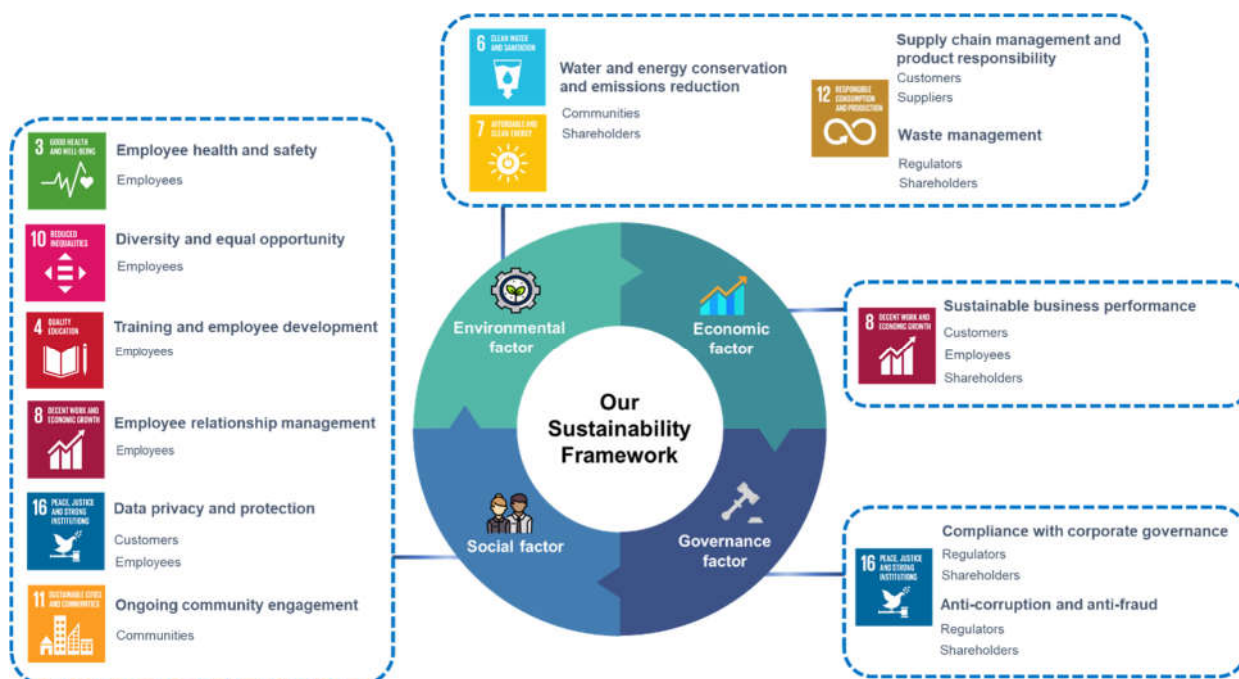 6 CLEAN WATER
AND SANITATION
7 AFFORDABLE AND
CLEAN ENERGY
Water and energy conservation
and emissions reduction
Communities
Shareholders
12 RESPONSIBLE
CONSUMPTION
AND PRODUCTION
Supply chain management and
product responsibility
Customers
Suppliers
Waste management
Regulators
Shareholders
3 GOOD HEALTH
AND WELL-BEING
Employee health and safety
Employees
10 REDUCED
INEQUALITIES
Diversity and equal opportunity
Employees
4 QUALITY
EDUCATION
Training and employee development
Employees
8 DECENT WORK AND
ECONOMIC GROWTH
Employee relationship management
Employees
16 PEACE, JUSTICE
AND STRONG
INSTITUTIONS
Data privacy and protection
Customers
Employees
11 SUSTAINABLE CITIES
AND COMMUNITIES
Ongoing community engagement
Communities
Environmental
factor
Economic
factor
Our
Sustainability
Framework
Social factor
Governance
factor
8 DECENT WORK AND
ECONOMIC GROWTH
Sustainable business performance
Customers
Employees
Shareholders
16 PEACE, JUSTICE
AND STRONG
INSTITUTIONS
Compliance with corporate governance
Regulators
Shareholders
Anti-corruption and anti-fraud
Regulators
Shareholders